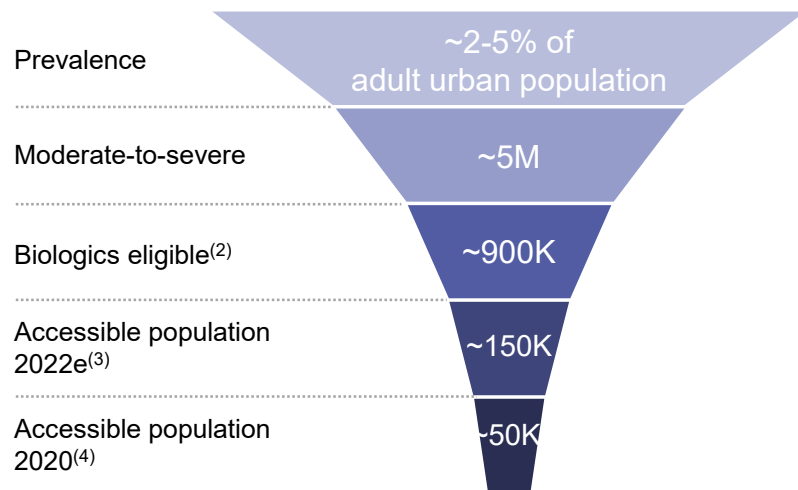 Prevalence
~2-5% of
adult urban population
Moderate-to-severe
~5M
Biologics eligible(2)
~900K
Accessible population
2022e(3)
~150K
Accessible population
2020(4)
~50K